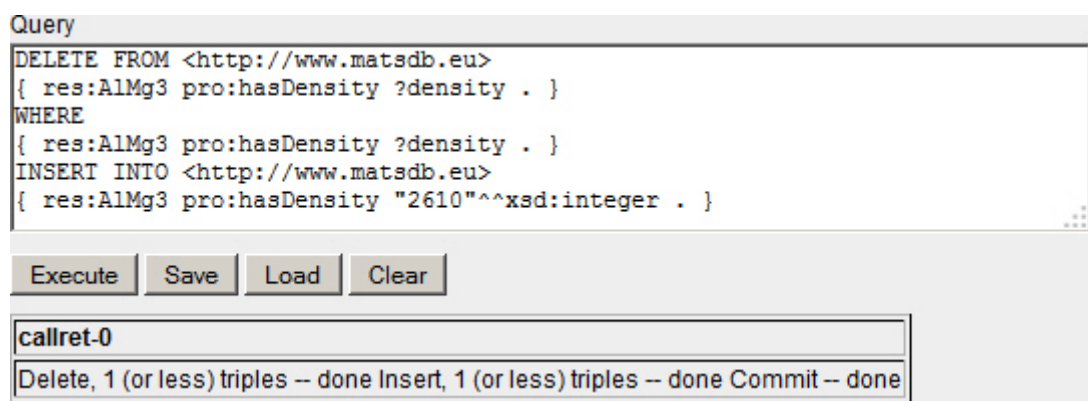 Query
DELETE FROM <http://www.matsdb.eu>
{ res:AlMg3 pro:hasDensity ?density . }
WHERE
{ res:AlMg3 pro:hasDensity ?density . }
INSERT INTO <http://www.matsdb.eu>
{ res:AlMg3 pro:hasDensity "2610"^^xsd:integer . }
Execute Save Load Clear
callret-0
Delete, 1 (or less) triples -- done Insert, 1 (or less) triples -- done Commit -- done